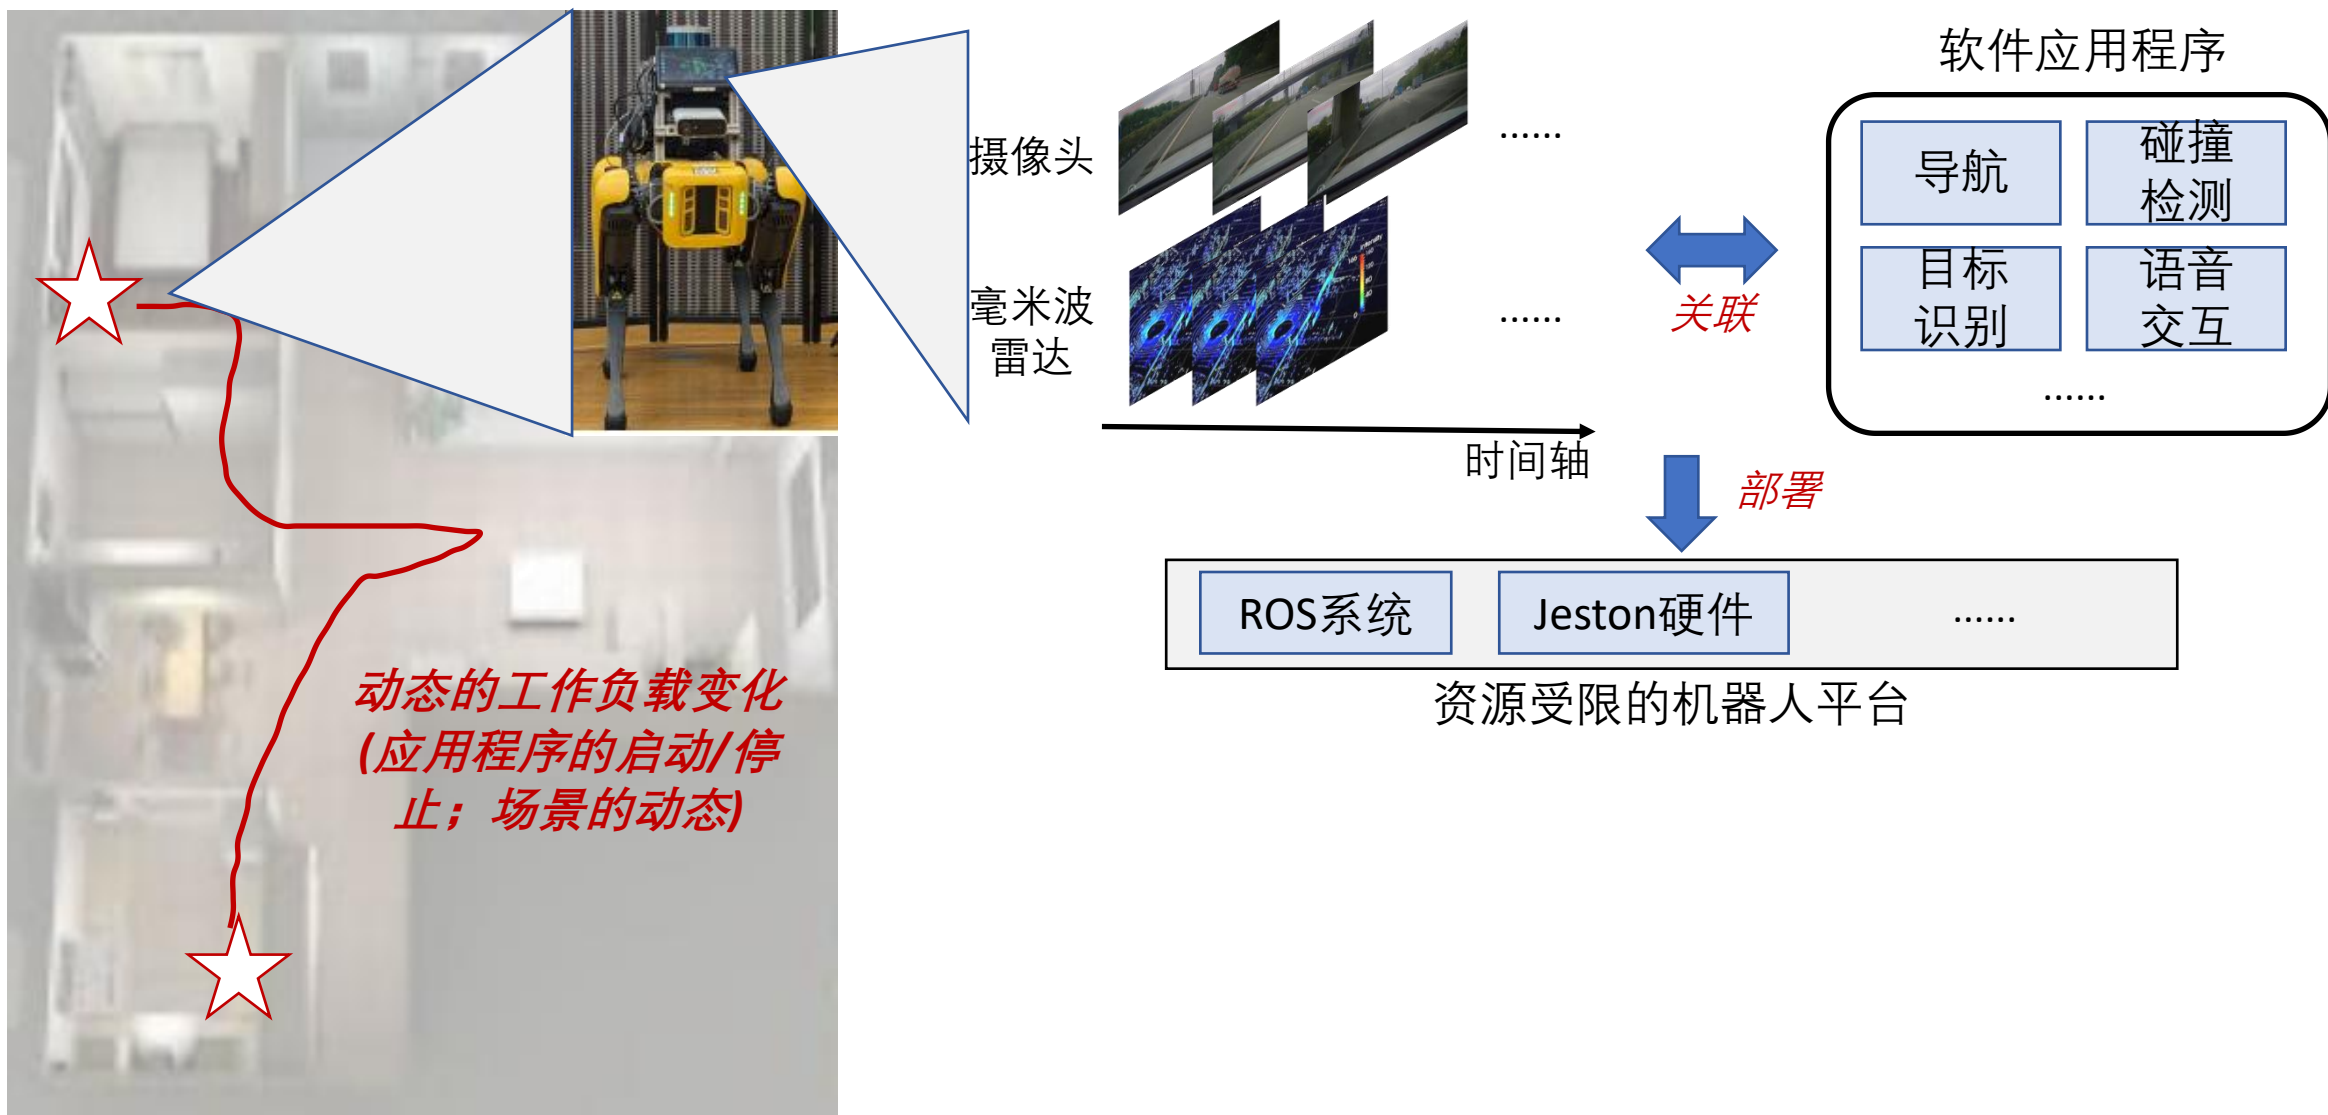 软件应用程序
摄像头
......
导航
碰撞
检测
毫米波
雷达
......
关联
目标
识别
语音
交互
......
时间轴
部署
ROS系统
Jeston硬件
......
资源受限的机器人平台
动态的工作负载变化
(应用程序的启动/停
止；场景的动态)